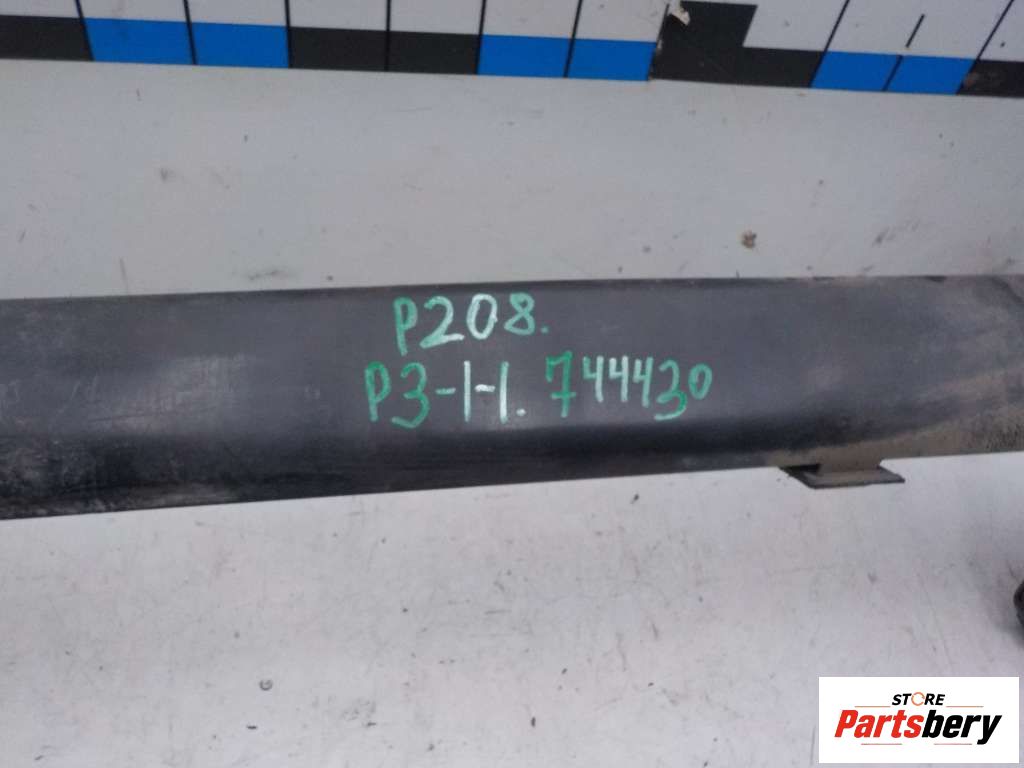 P208.
P3-1-1. 744430
STORE
Partsbery